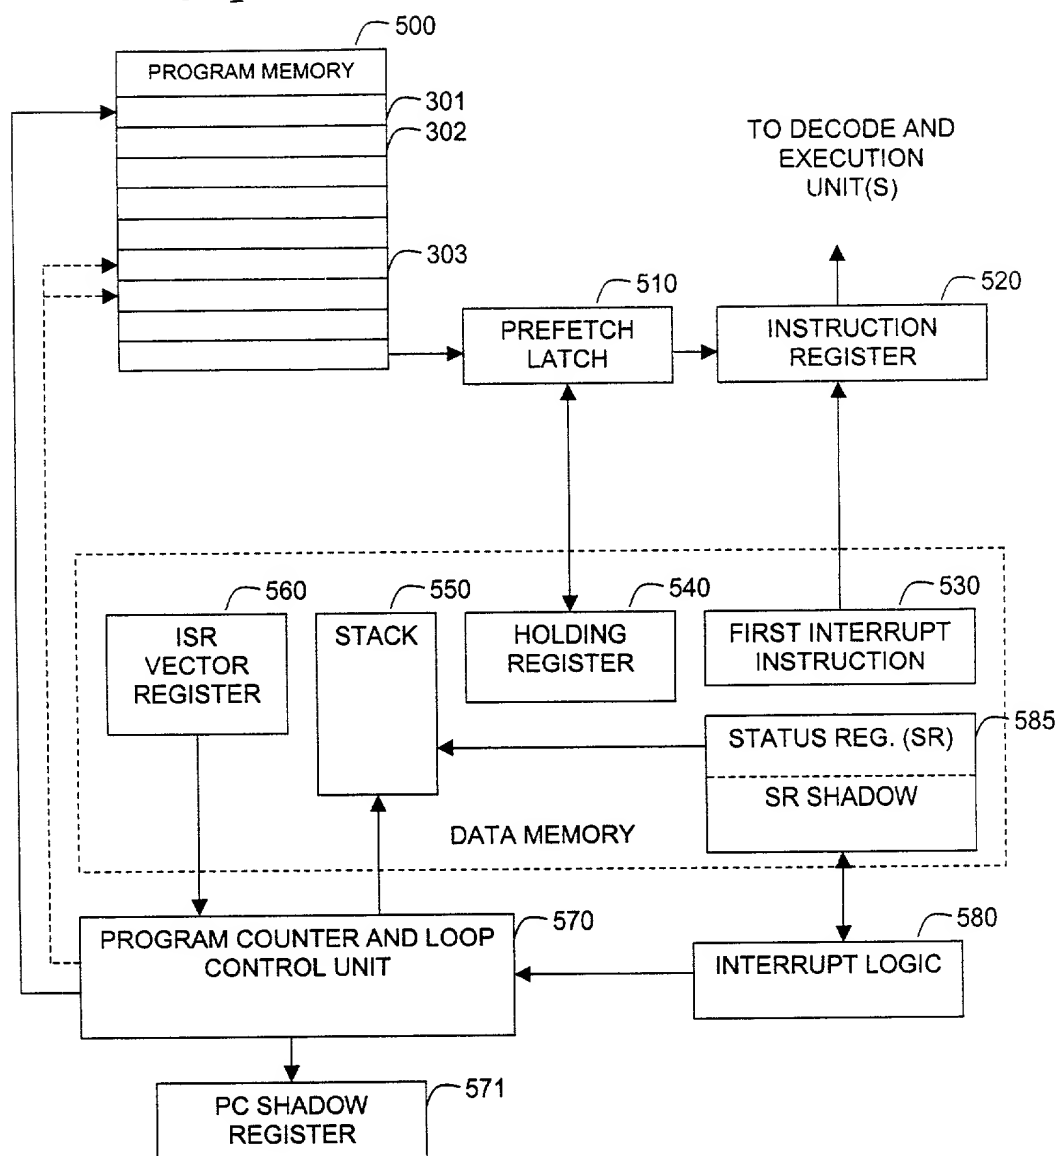 500
PROGRAM MEMORY
301
302
TO DECODE AND
EXECUTION
UNIT(S)
303
510
520
PREFETCH
LATCH
INSTRUCTION
REGISTER
560
550
540
530
ISR
VECTOR
REGISTER
STACK
HOLDING
REGISTER
FIRST INTERRUPT
INSTRUCTION
585
STATUS REG. (SR)
SR SHADOW
DATA MEMORY
570
580
PROGRAM COUNTER AND LOOP
CONTROL UNIT
INTERRUPT LOGIC
571
PC SHADOW
REGISTER